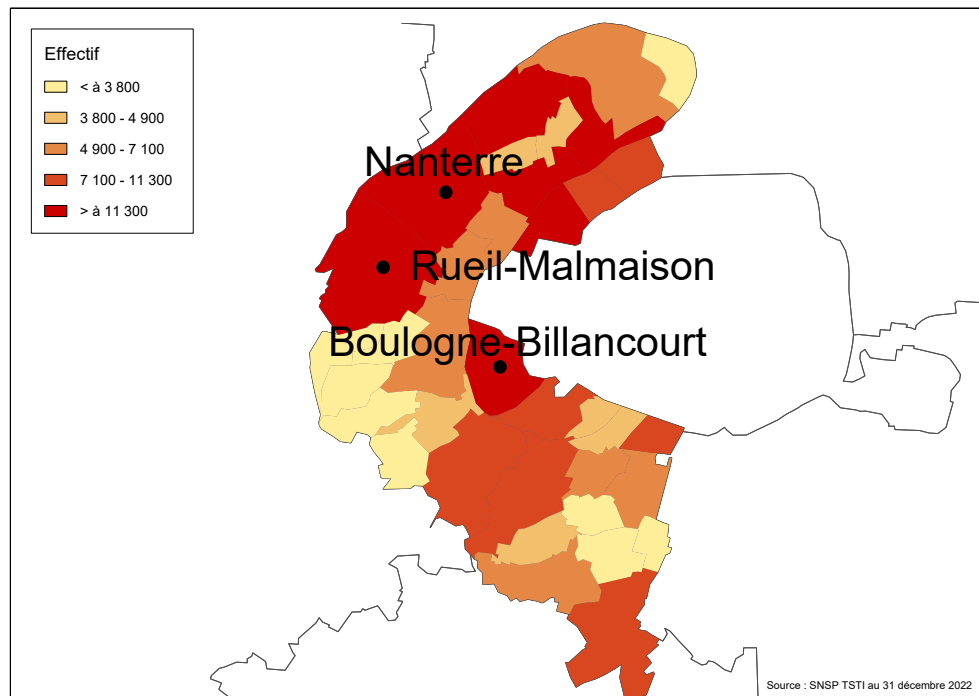 Effectif
< à 3 800
3 800 - 4 900
4 900 - 7 100
7 100 - 11 300
> à 11 300
Nanterre
Rueil-Malmaison
Boulogne-Billancourt
Source : SNSP TSTI au 31 décembre 2022